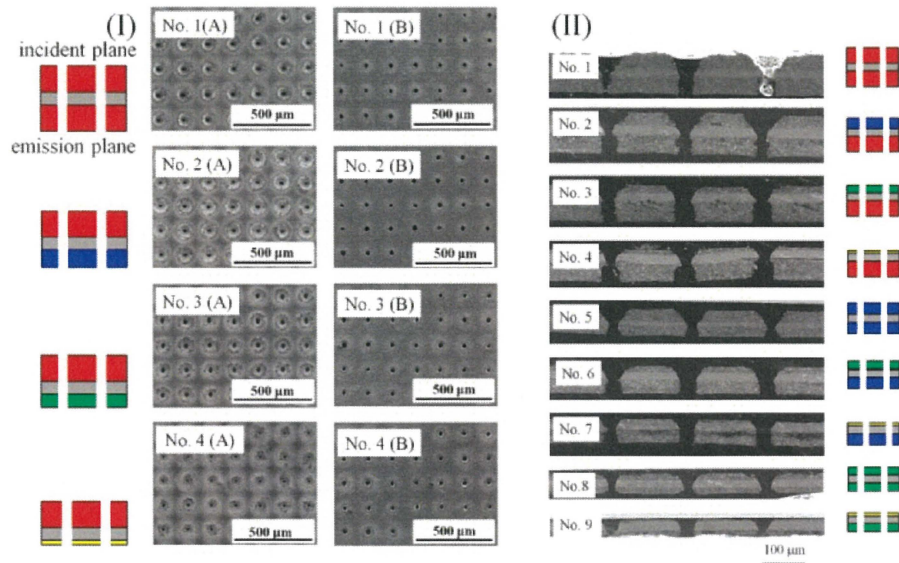 (I)
incident plane
emission plane
No. 1(A)
500 μm
No. 1 (B)
500 μm
No. 2 (A)
500 μm
No. 2 (B)
500 μm
No. 3 (A)
500 μm
No. 3 (B)
500 μm
No. 4 (A)
500 μm
No. 4 (B)
500 μm
(II)
No. 1
No. 2
No. 3
No. 4
No. 5
No. 6
No. 7
No.8
No. 9
100 μm